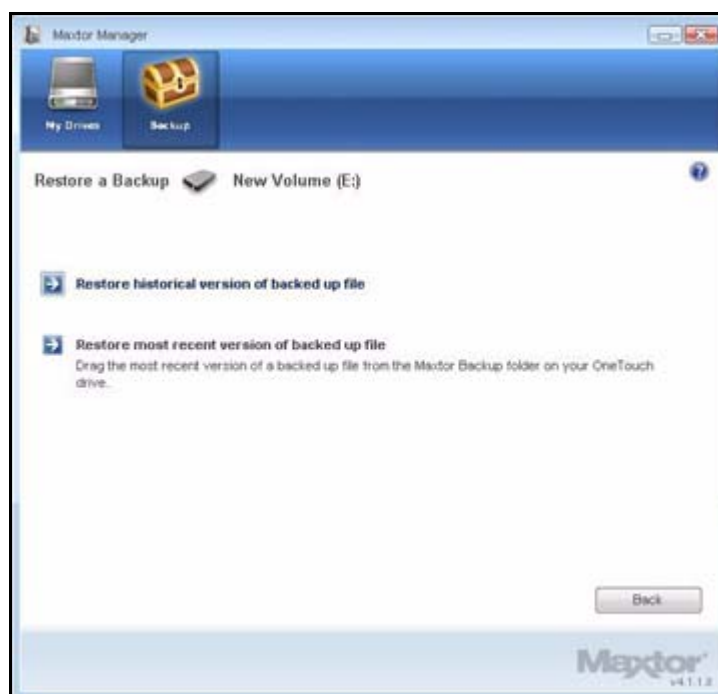 Maxtor Manager
My Drives
Backup
Restore a Backup New Volume (E:)
Restore historical version of backed up file
Restore most recent version of backed up file
Drag the most recent version of a backed up file from the Maxtor Backup folder on your OneTouch
drive.
Back
Maxtor